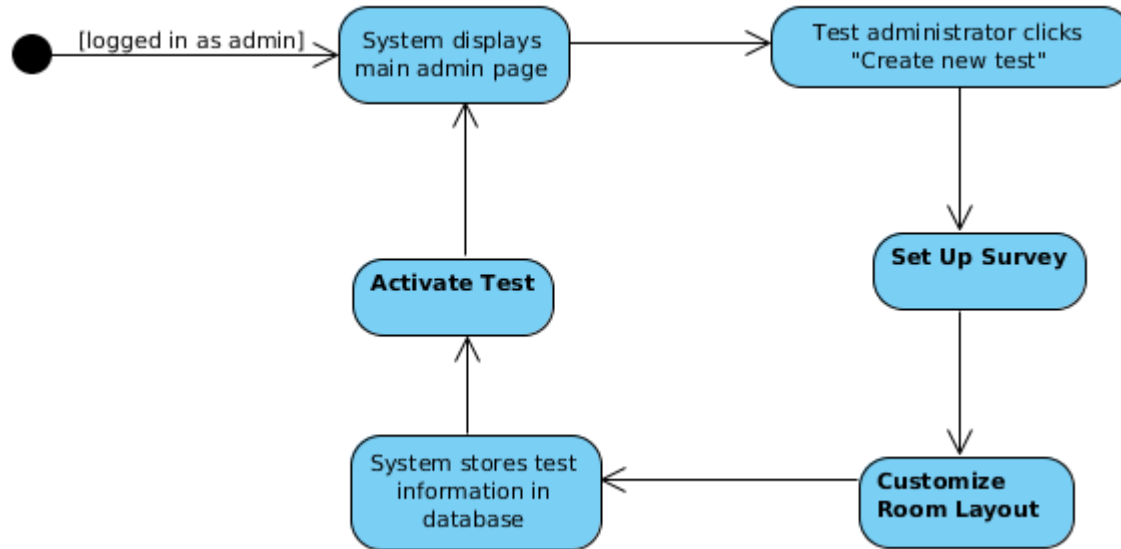 [logged in as admin]
System displays
main admin page
Test administrator clicks
"Create new test"
Set Up Survey
Customize
Room Layout
System stores test
information in
database
Activate Test